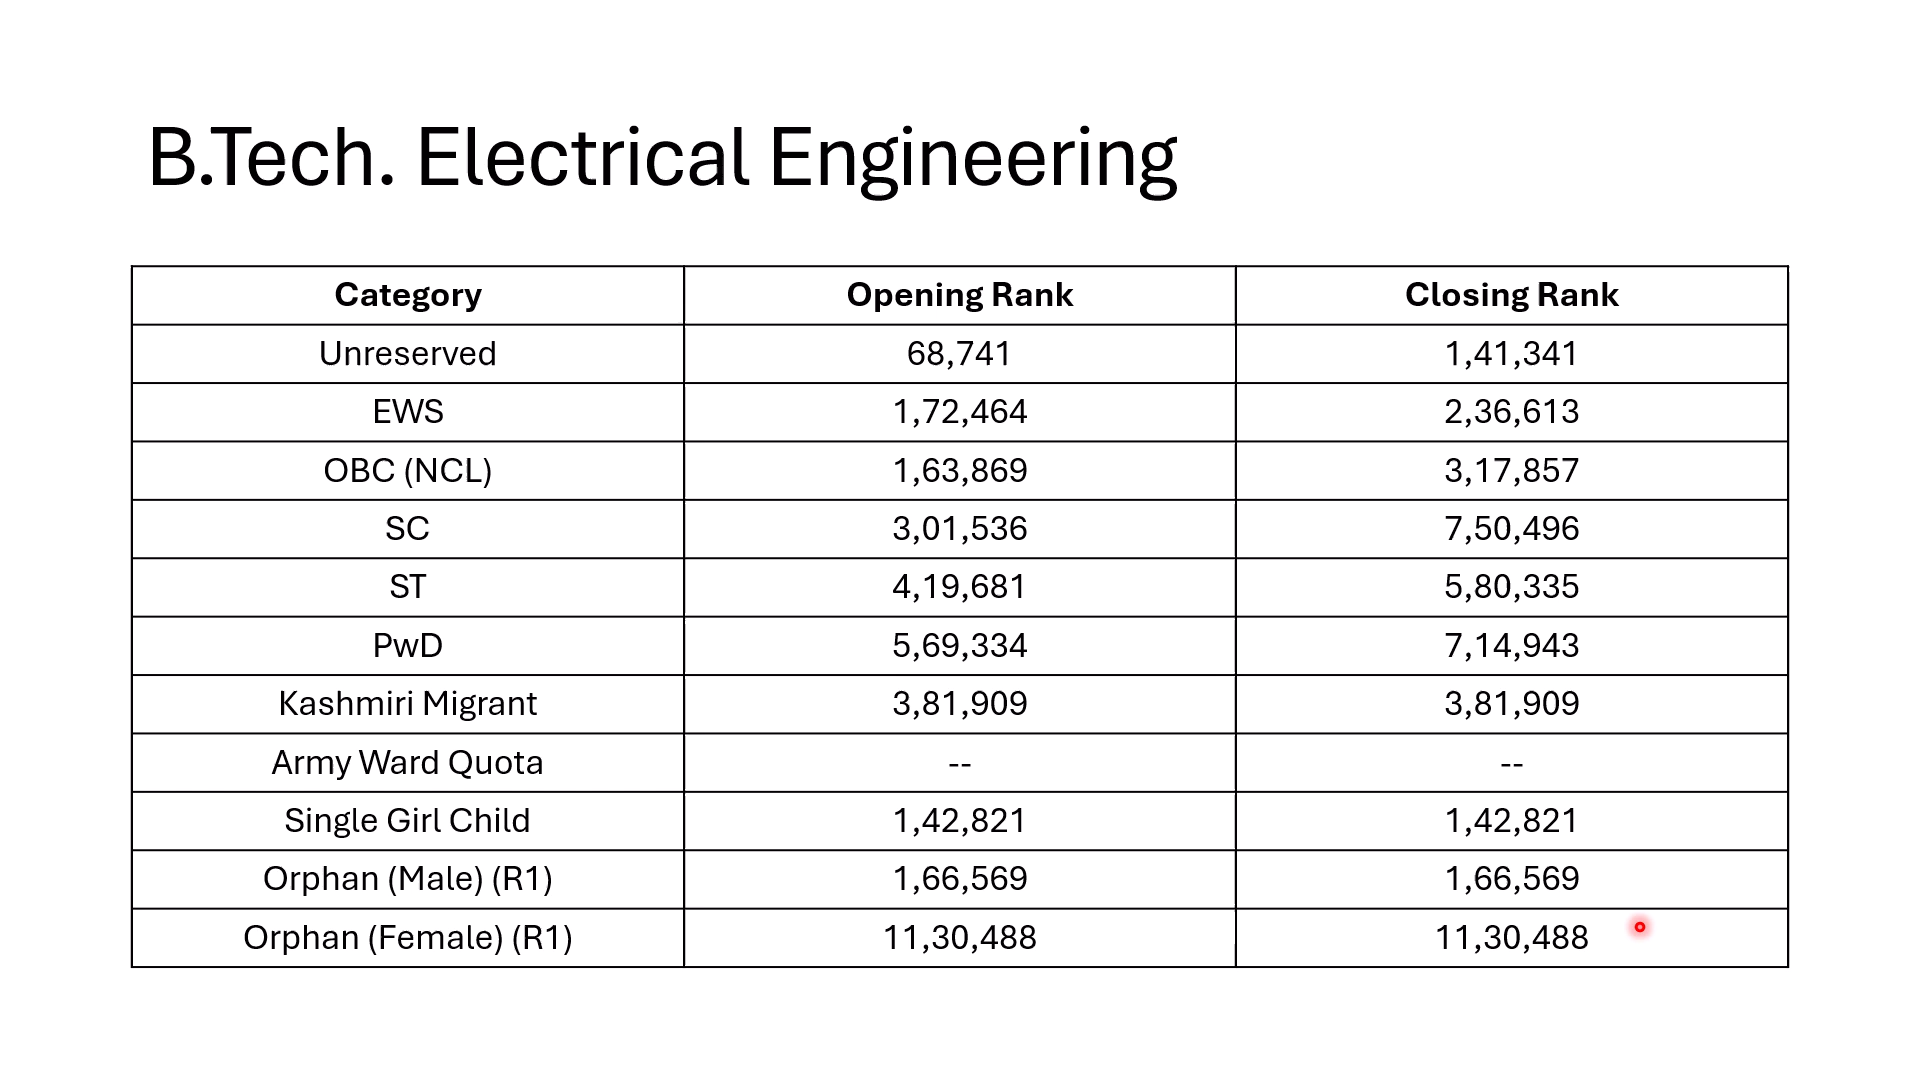 B.Tech. Electrical Engineering
Category Opening Rank Closing Rank
Unreserved 68,741 1,41,341
EWS 1,72,464 2,36,613
OBC (NCL) 1,63,869 3,17,857
SC 3,01,536 7,50,496
ST 4,19,681 5,80,335
PwD 5,69,334 7,14,943
Kashmiri Migrant 3,81,909 3,81,909
Army Ward Quota -- --
Single Girl Child 1,42,821 1,42,821
Orphan (Male) (R1) 1,66,569 1,66,569
Orphan (Female) (R1) 11,30,488 11,30,488